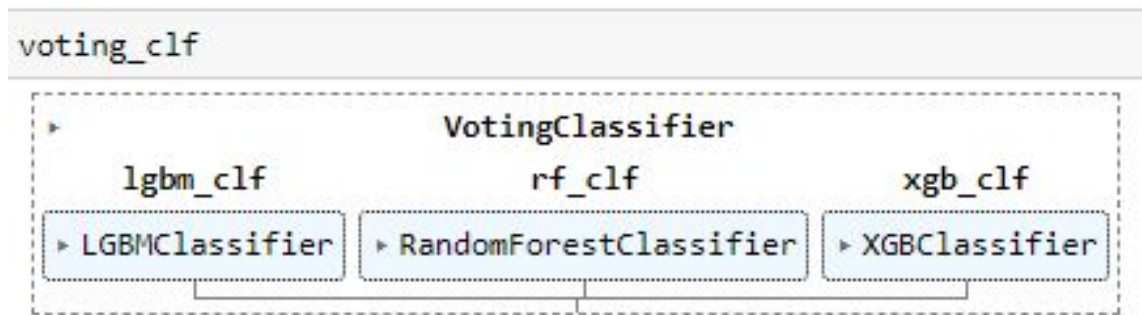 voting_clf
VotingClassifier
lgbm_clf rf_clf xgb_clf
LGBMClassifier RandomForestClassifier XGBClassifier